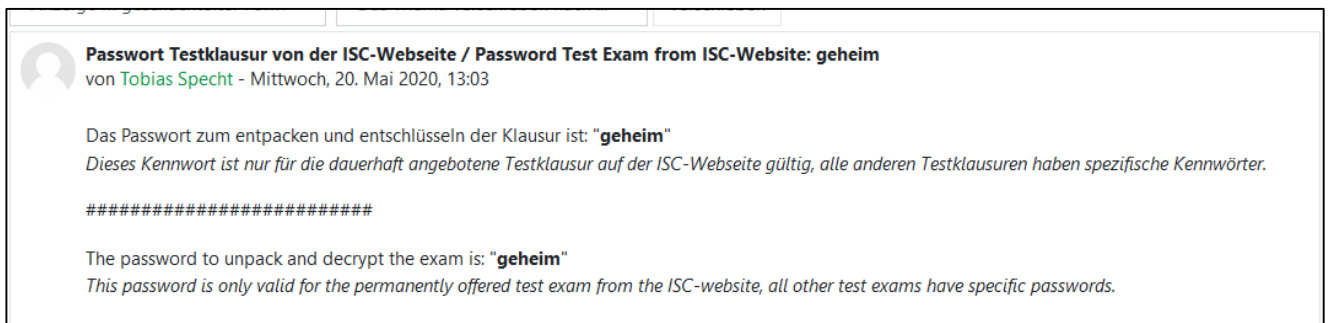 Passwort Testklausur von der ISC-Webseite / Password Test Exam from ISC-Website: geheim
von Tobias Specht - Mittwoch, 20. Mai 2020, 13:03
Das Passwort zum entpacken und entschlüsseln der Klausur ist: "geheim"
Dieses Kennwort ist nur für die dauerhaft angebotene Testklausur auf der ISC-Webseite gültig, alle anderen Testklausuren haben spezifische Kennwörter.
##########################
The password to unpack and decrypt the exam is: "geheim"
This password is only valid for the permanently offered test exam from the ISC-website, all other test exams have specific passwords.